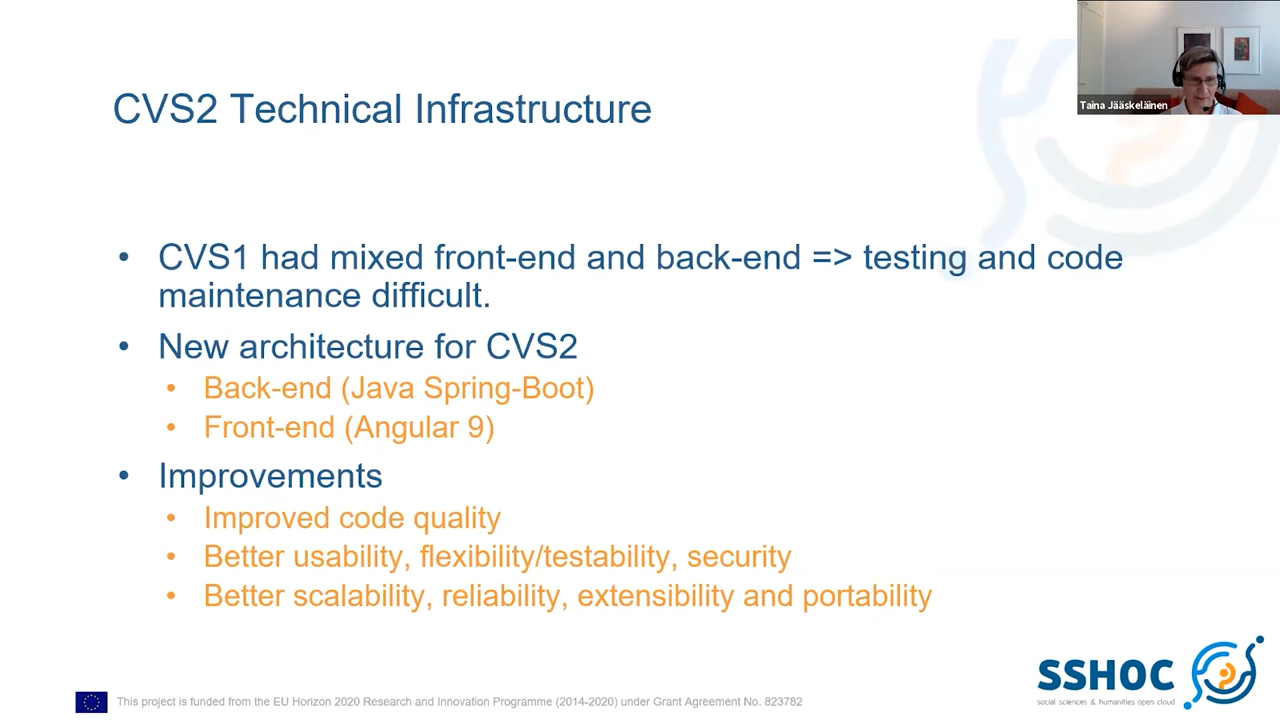 CVS2 Technical Infrastructure
Taina Jääskeläinen
• CVS1 had mixed front-end and back-end => testing and code
maintenance difficult.
• New architecture for CVS2
• Back-end (Java Spring-Boot)
• Front-end (Angular 9)
• Improvements
• Improved code quality
• Better usability, flexibility/testability, security
• Better scalability, reliability, extensibility and portability
SSHOC
social sciences & humanities open cloud
This project is funded from the EU Horizon 2020 Research and Innovation Programme (2014-2020) under Grant Agreement No. 823782